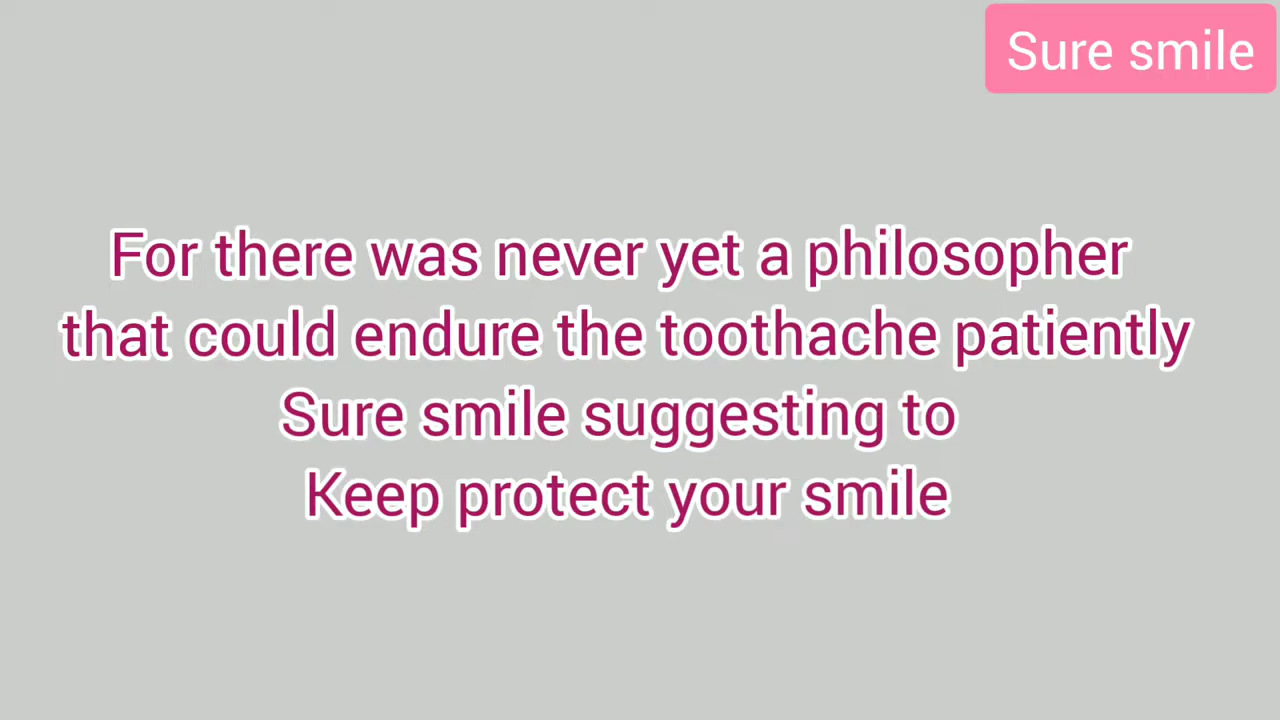 Sure smile
For there was never yet a philosopher
that could endure the toothache patiently
Sure smile suggesting to
Keep protect your smile